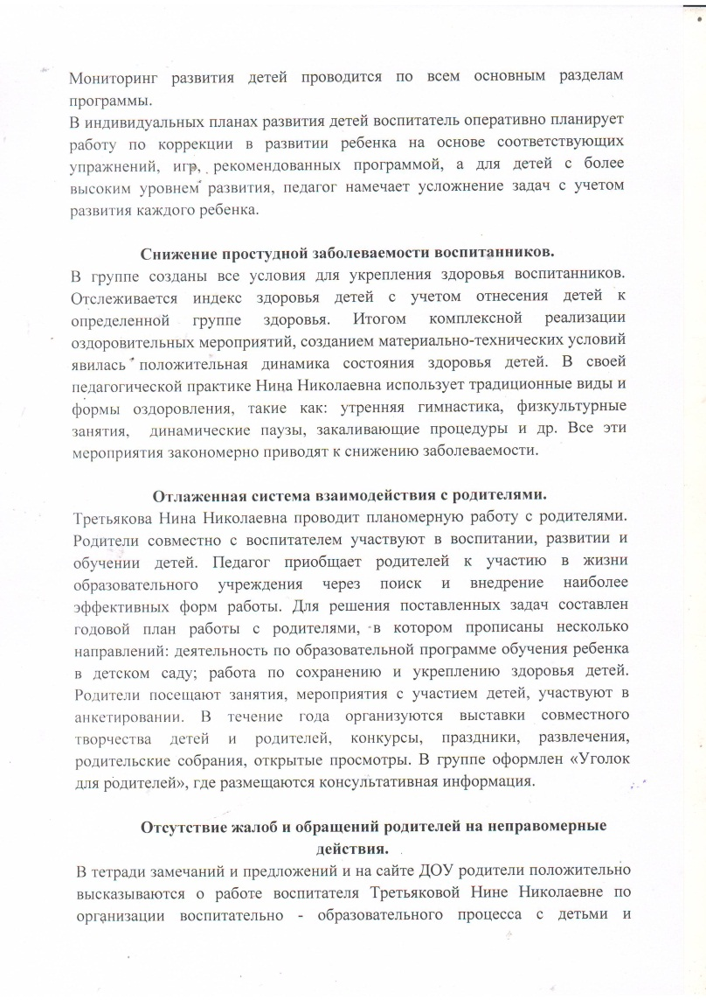 Мониторинг развития детей проводится по всем основным разделам
программы.
В индивидуальных планах развития детей воспитатель оперативно планирует
работу по коррекции в развитии ребенка на основе соответствующих
упражнений, игр, рекомендованных программой, а для детей с более
высоким уровнем развития, педагог намечает усложнение задач с учетом
развития каждого ребенка.
Снижение простудной заболеваемости воспитанников.
В группе созданы все условия для укрепления здоровья воспитанников.
Отслеживается индекс здоровья детей с учетом отнесения детей к
определенной группе здоровья. Итогом комплексной реализации
оздоровительных мероприятий, созданием материально-технических условий
явилась положительная динамика состояния здоровья детей. В своей
педагогической практике Нина Николаевна использует традиционные виды и
формы оздоровления, такие как: утренняя гимнастика, физкультурные
занятия, динамические паузы, закаливающие процедуры и др. Все эти
мероприятия закономерно приводят к снижению заболеваемости.
Отлаженная система взаимодействия с родителями.
Третьякова Нина Николаевна проводит планомерную работу с родителями.
Родители совместно с воспитателем участвуют в воспитании, развитии и
обучении детей. Педагог приобщает родителей к участию в жизни
образовательного учреждения через поиск и внедрение наиболее
эффективных форм работы. Для решения поставленных задач составлен
годовой план работы с родителями, в котором прописаны несколько
направлений: деятельность по образовательной программе обучения ребенка
в детском саду; работа по сохранению и укреплению здоровья детей.
Родители посещают занятия, мероприятия с участием детей, участвуют в
анкетировании. В течение года организуются выставки совместного
творчества детей и родителей, конкурсы, праздники, развлечения,
родительские собрания, открытые просмотры. В группе оформлен «Уголок
для родителей», где размещаются консультативная информация.
Отсутствие жалоб и обращений родителей на неправомерные
действия.
В тетради замечаний и предложений и на сайте ДОУ родители положительно
высказываются о работе воспитателя Третьяковой Нине Николаевне по
организации воспитательно - образовательного процесса с детьми и